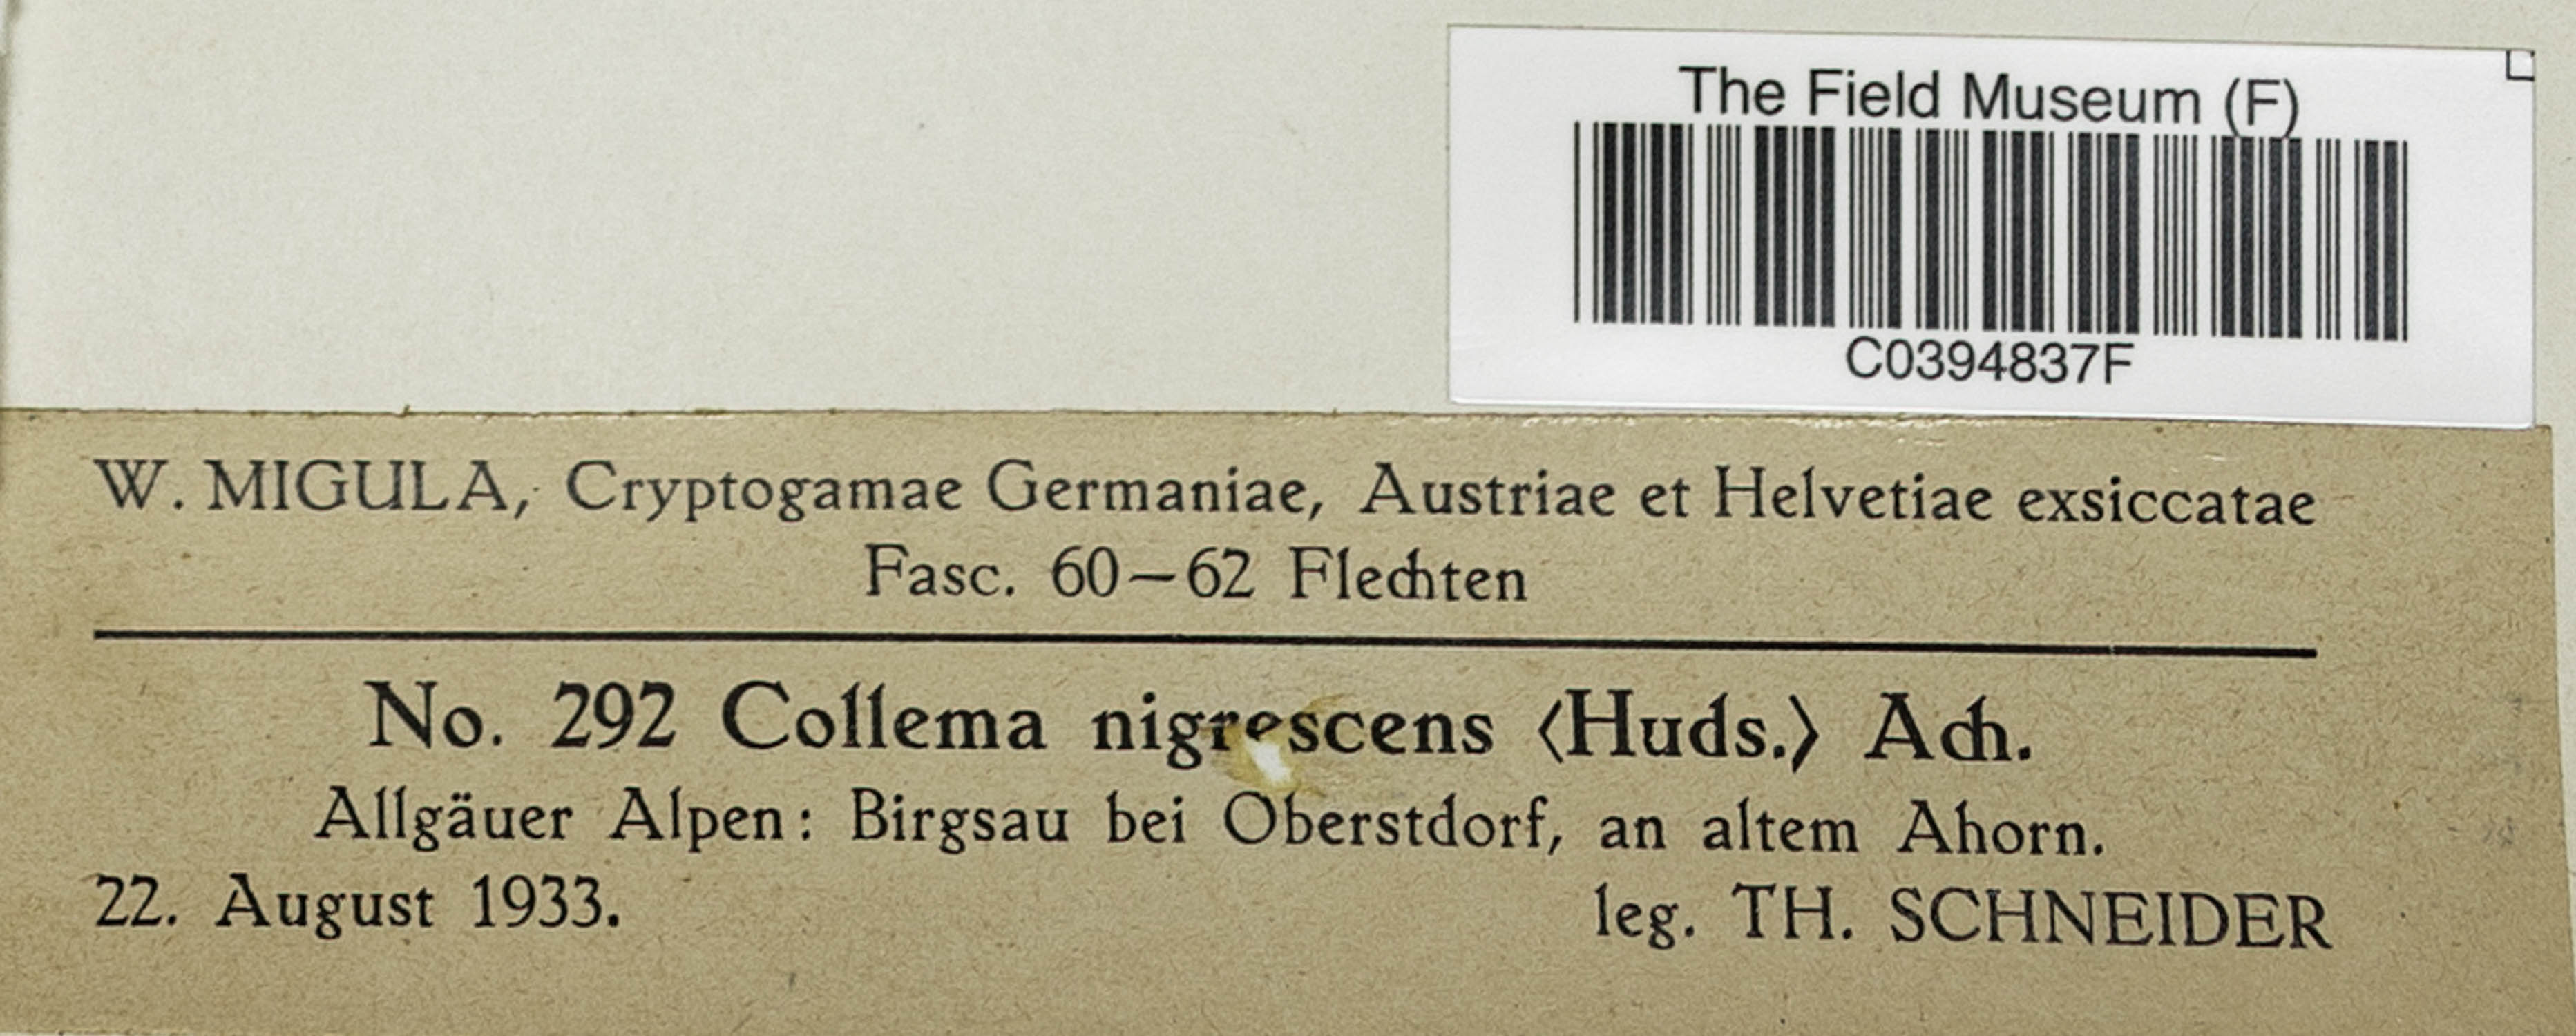 The Field Museum (F)
C0394837F
W. MIGULA, Cryptogamae Germaniae, Austriae et Helvetiae exsiccatae
Fasc. 60–62 Flechten
No. 292 Collema nigrescens ⟨Huds.⟩ Ach.
Allgäuer Alpen: Birgsau bei Oberstdorf, an altem Ahorn.
22. August 1933. leg. TH. SCHNEIDER